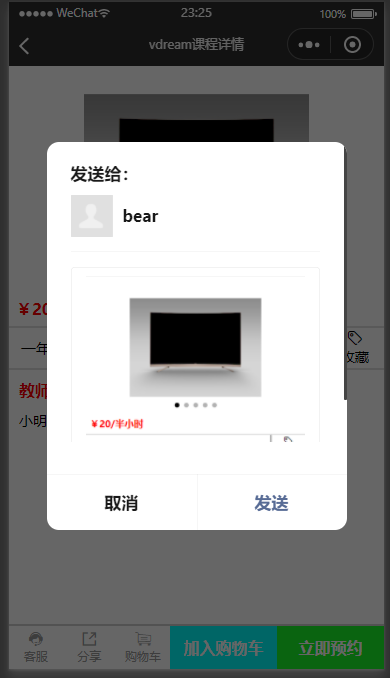 WeChat 23:25 100%
vdream课程详情
发送给：
bear
￥20/半小时
￥20
一年
收藏
教师
小明
取消 发送
客服 分享 购物车 加入购物车 立即预约